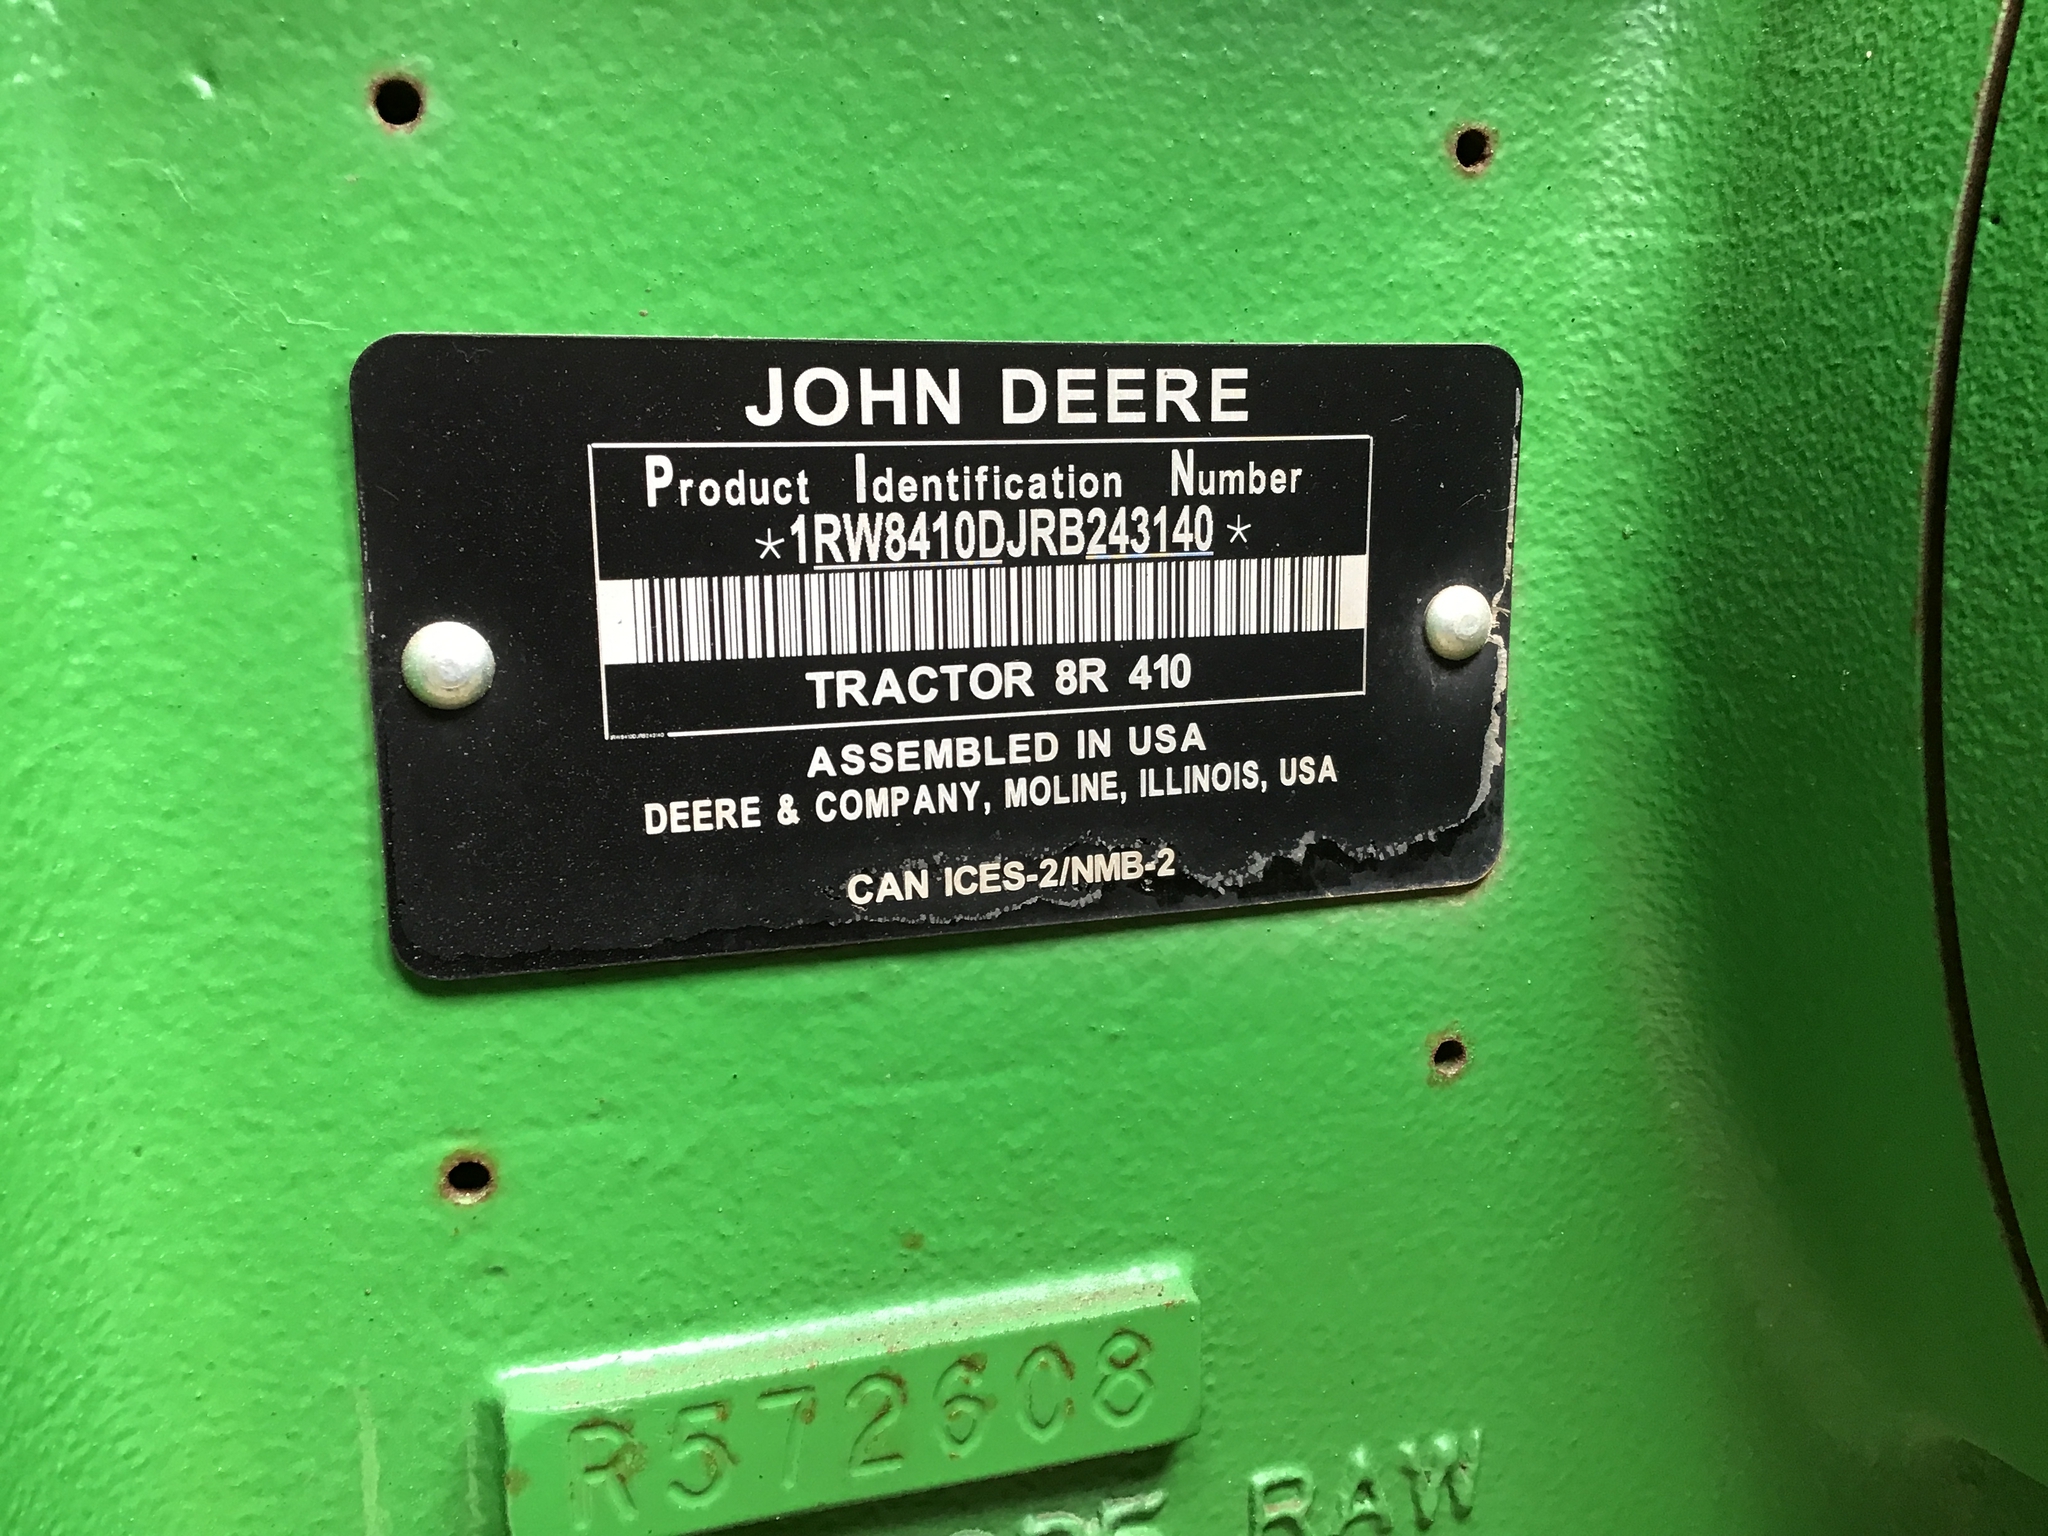 JOHN DEERE
Product Identification Number
*1RW8410DJRB243140*
TRACTOR 8R 410
ASSEMBLED IN USA
DEERE & COMPANY, MOLINE, ILLINOIS, USA
CAN ICES-2/NMB-2
R572608
RAW